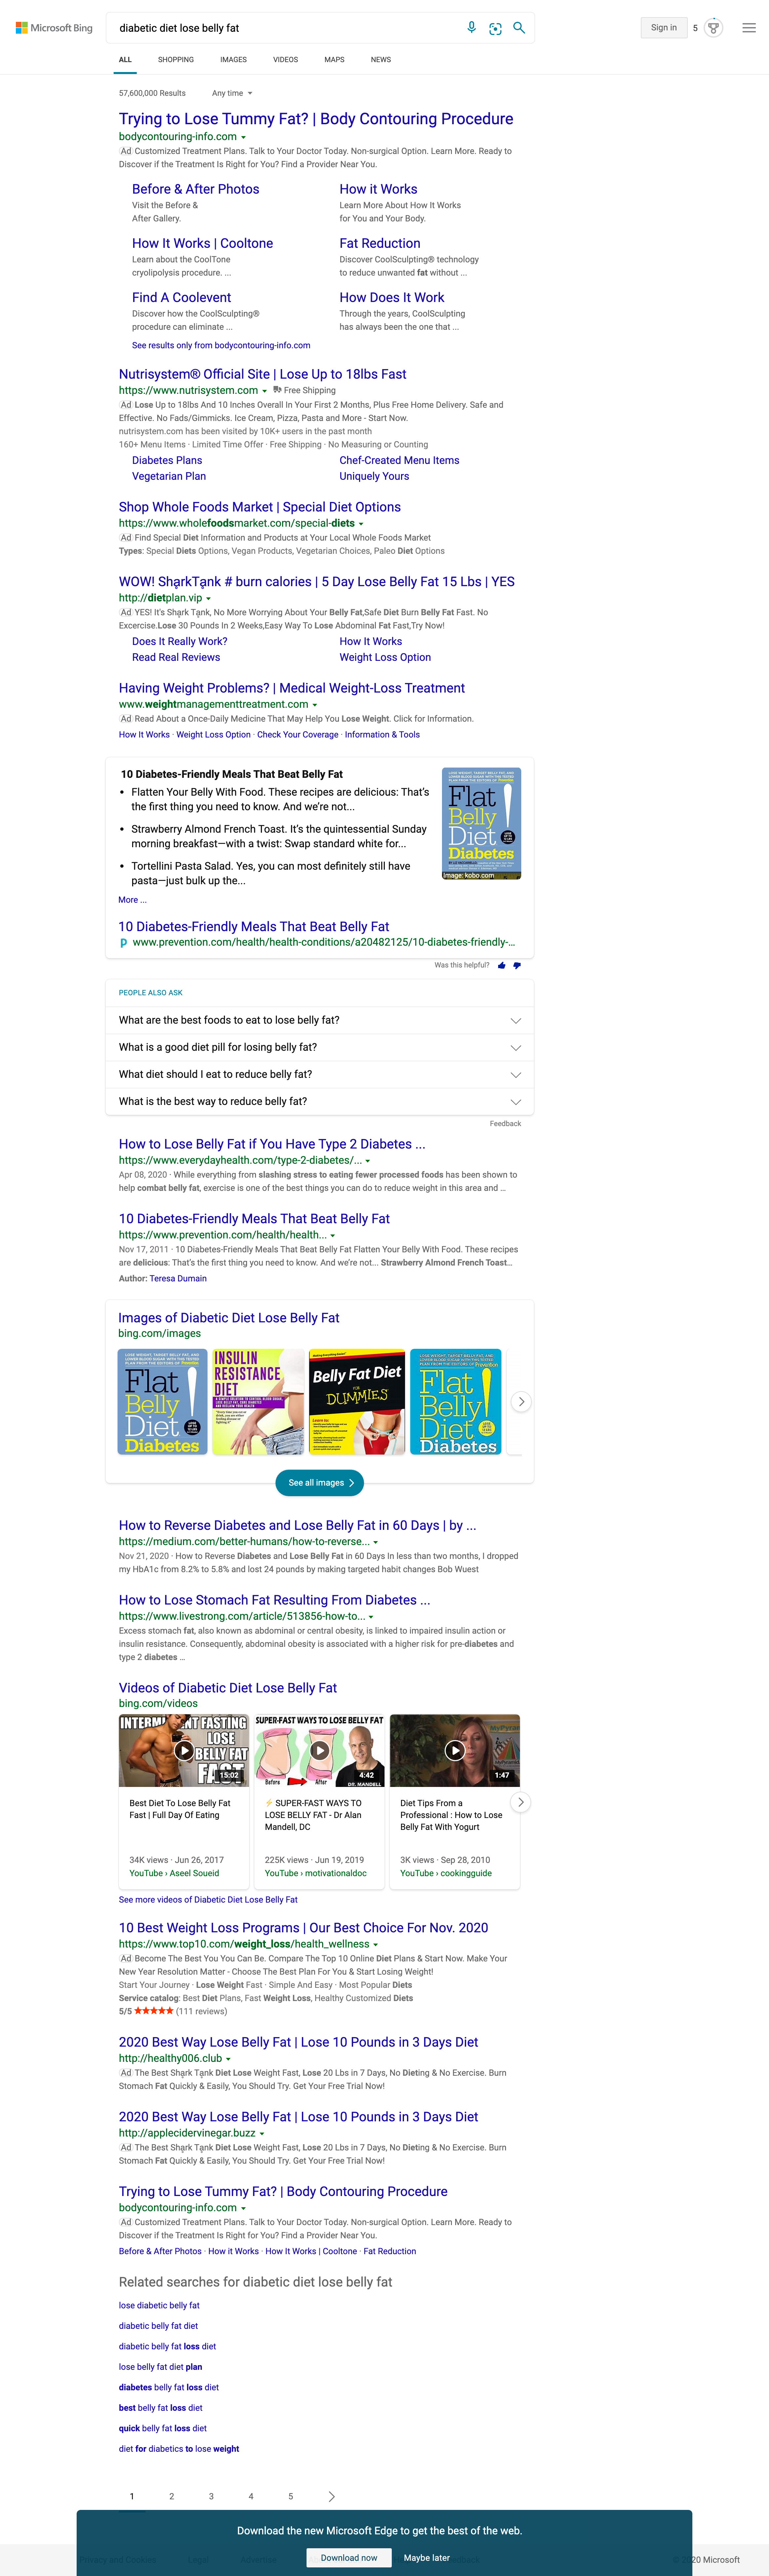 Microsoft Bing
diabetic diet lose belly fat
Sign in
5
ALL
SHOPPING
IMAGES
VIDEOS
MAPS
NEWS
57,600,000 Results
Any time
Trying to Lose Tummy Fat? | Body Contouring Procedure
bodycontouring-info.com
Ad Customized Treatment Plans. Talk to Your Doctor Today. Non-surgical Option. Learn More. Ready to
Discover if the Treatment Is Right for You? Find a Provider Near You.
Before & After Photos
Visit the Before &
After Gallery.
How it Works
Learn More About How It Works
for You and Your Body.
How It Works | Cooltone
Learn about the CoolTone
cryolipolysis procedure. ...
Fat Reduction
Discover CoolSculpting® technology
to reduce unwanted fat without ...
Find A Coolevent
Discover how the CoolSculpting®
procedure can eliminate ...
How Does It Work
Through the years, CoolSculpting
has always been the one that ...
See results only from bodycontouring-info.com
Nutrisystem® Official Site | Lose Up to 18lbs Fast
https://www.nutrisystem.com
Free Shipping
Ad Lose Up to 18lbs And 10 Inches Overall In Your First 2 Months, Plus Free Home Delivery. Safe and
Effective. No Fads/Gimmicks. Ice Cream, Pizza, Pasta and More - Start Now.
nutrisystem.com has been visited by 10K+ users in the past month
160+ Menu Items · Limited Time Offer · Free Shipping · No Measuring or Counting
Diabetes Plans
Chef-Created Menu Items
Vegetarian Plan
Uniquely Yours
Shop Whole Foods Market | Special Diet Options
https://www.wholefoodsmarket.com/special-diets
Ad Find Special Diet Information and Products at Your Local Whole Foods Market
Types: Special Diets Options, Vegan Products, Vegetarian Choices, Paleo Diet Options
WOW! ShạrkTạnk # burn calories | 5 Day Lose Belly Fat 15 Lbs | YES
http://dietplan.vip
Ad YES! It's Shạrk Tạnk, No More Worrying About Your Belly Fat,Safe Diet Burn Belly Fat Fast. No
Excercise.Lose 30 Pounds In 2 Weeks,Easy Way To Lose Abdominal Fat Fast,Try Now!
Does It Really Work?
How It Works
Read Real Reviews
Weight Loss Option
Having Weight Problems? | Medical Weight-Loss Treatment
www.weightmanagementtreatment.com
Ad Read About a Once-Daily Medicine That May Help You Lose Weight. Click for Information.
How It Works · Weight Loss Option · Check Your Coverage · Information & Tools
10 Diabetes-Friendly Meals That Beat Belly Fat
• Flatten Your Belly With Food. These recipes are delicious: That's
the first thing you need to know. And we're not...
• Strawberry Almond French Toast. It's the quintessential Sunday
morning breakfast—with a twist: Swap standard white for...
• Tortellini Pasta Salad. Yes, you can most definitely still have
pasta—just bulk up the...
More ...
Flat
Belly
Diet!
Diabetes
Image: kobo.com
10 Diabetes-Friendly Meals That Beat Belly Fat
www.prevention.com/health/health-conditions/a20482125/10-diabetes-friendly-...
Was this helpful?
PEOPLE ALSO ASK
What are the best foods to eat to lose belly fat?
What is a good diet pill for losing belly fat?
What diet should I eat to reduce belly fat?
What is the best way to reduce belly fat?
Feedback
How to Lose Belly Fat if You Have Type 2 Diabetes ...
https://www.everydayhealth.com/type-2-diabetes/...
Apr 08, 2020 · While everything from slashing stress to eating fewer processed foods has been shown to
help combat belly fat, exercise is one of the best things you can do to reduce weight in this area and ...
10 Diabetes-Friendly Meals That Beat Belly Fat
https://www.prevention.com/health/health...
Nov 17, 2011 · 10 Diabetes-Friendly Meals That Beat Belly Fat Flatten Your Belly With Food. These recipes
are delicious: That's the first thing you need to know. And we're not... Strawberry Almond French Toast...
Author: Teresa Dumain
Images of Diabetic Diet Lose Belly Fat
bing.com/images
Flat
Belly
Diet!
Diabetes
INSULIN
RESISTANCE
DIET
Belly Fat Diet
FOR
DUMMIES
Flat
Belly
Diet!
Diabetes
See all images
How to Reverse Diabetes and Lose Belly Fat in 60 Days | by ...
https://medium.com/better-humans/how-to-reverse...
Nov 21, 2020 · How to Reverse Diabetes and Lose Belly Fat in 60 Days In less than two months, I dropped
my HbA1c from 8.2% to 5.8% and lost 24 pounds by making targeted habit changes Bob Wuest
How to Lose Stomach Fat Resulting From Diabetes ...
https://www.livestrong.com/article/513856-how-to...
Excess stomach fat, also known as abdominal or central obesity, is linked to impaired insulin action or
insulin resistance. Consequently, abdominal obesity is associated with a higher risk for pre-diabetes and
type 2 diabetes ...
Videos of Diabetic Diet Lose Belly Fat
bing.com/videos
LOSE
BELLY FAT
FAST
15:02
Best Diet To Lose Belly Fat
Fast | Full Day Of Eating
34K views · Jun 26, 2017
YouTube › Aseel Soueid
SUPER-FAST WAYS TO LOSE BELLY FAT
Before
After
DR. MANDELL
4:42
⚡ SUPER-FAST WAYS TO
LOSE BELLY FAT - Dr Alan
Mandell, DC
225K views · Jun 19, 2019
YouTube › motivationaldoc
1:47
Diet Tips From a
Professional : How to Lose
Belly Fat With Yogurt
3K views · Sep 28, 2010
YouTube › cookingguide
See more videos of Diabetic Diet Lose Belly Fat
10 Best Weight Loss Programs | Our Best Choice For Nov. 2020
https://www.top10.com/weight_loss/health_wellness
Ad Become The Best You You Can Be. Compare The Top 10 Online Diet Plans & Start Now. Make Your
New Year Resolution Matter - Choose The Best Plan For You & Start Losing Weight!
Start Your Journey · Lose Weight Fast · Simple And Easy · Most Popular Diets
Service catalog: Best Diet Plans, Fast Weight Loss, Healthy Customized Diets
5/5 ★★★★★ (111 reviews)
2020 Best Way Lose Belly Fat | Lose 10 Pounds in 3 Days Diet
http://healthy006.club
Ad The Best Shạrk Tạnk Diet Lose Weight Fast, Lose 20 Lbs in 7 Days, No Dieting & No Exercise. Burn
Stomach Fat Quickly & Easily, You Should Try. Get Your Free Trial Now!
2020 Best Way Lose Belly Fat | Lose 10 Pounds in 3 Days Diet
http://applecidervinegar.buzz
Ad The Best Shạrk Tạnk Diet Lose Weight Fast, Lose 20 Lbs in 7 Days, No Dieting & No Exercise. Burn
Stomach Fat Quickly & Easily, You Should Try. Get Your Free Trial Now!
Trying to Lose Tummy Fat? | Body Contouring Procedure
bodycontouring-info.com
Ad Customized Treatment Plans. Talk to Your Doctor Today. Non-surgical Option. Learn More. Ready to
Discover if the Treatment Is Right for You? Find a Provider Near You.
Before & After Photos · How it Works · How It Works | Cooltone · Fat Reduction
Related searches for diabetic diet lose belly fat
lose diabetic belly fat
diabetic belly fat diet
diabetic belly fat loss diet
lose belly fat diet plan
diabetes belly fat loss diet
best belly fat loss diet
quick belly fat loss diet
diet for diabetics to lose weight
1
2
3
4
5
Download the new Microsoft Edge to get the best of the web.
Download now
Maybe later
20 Microsoft